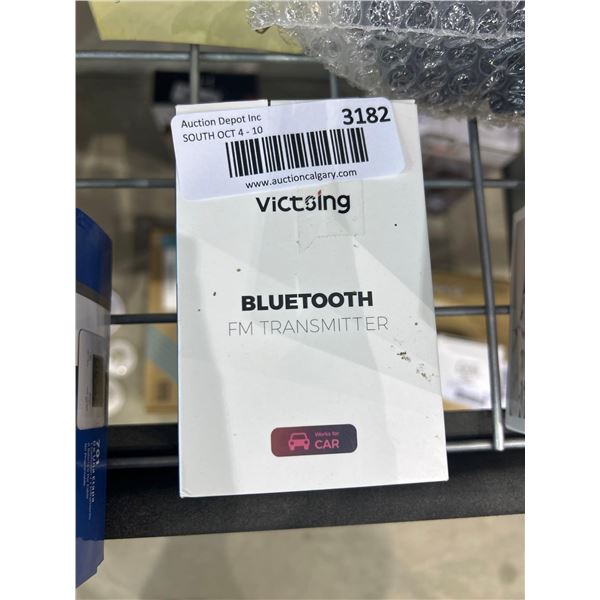 Auction Depot Inc
3182
SOUTH OCT 4 - 10
www.auctioncalgary.com
VicTsing
BLUETOOTH
FM TRANSMITTER
Works for
CAR